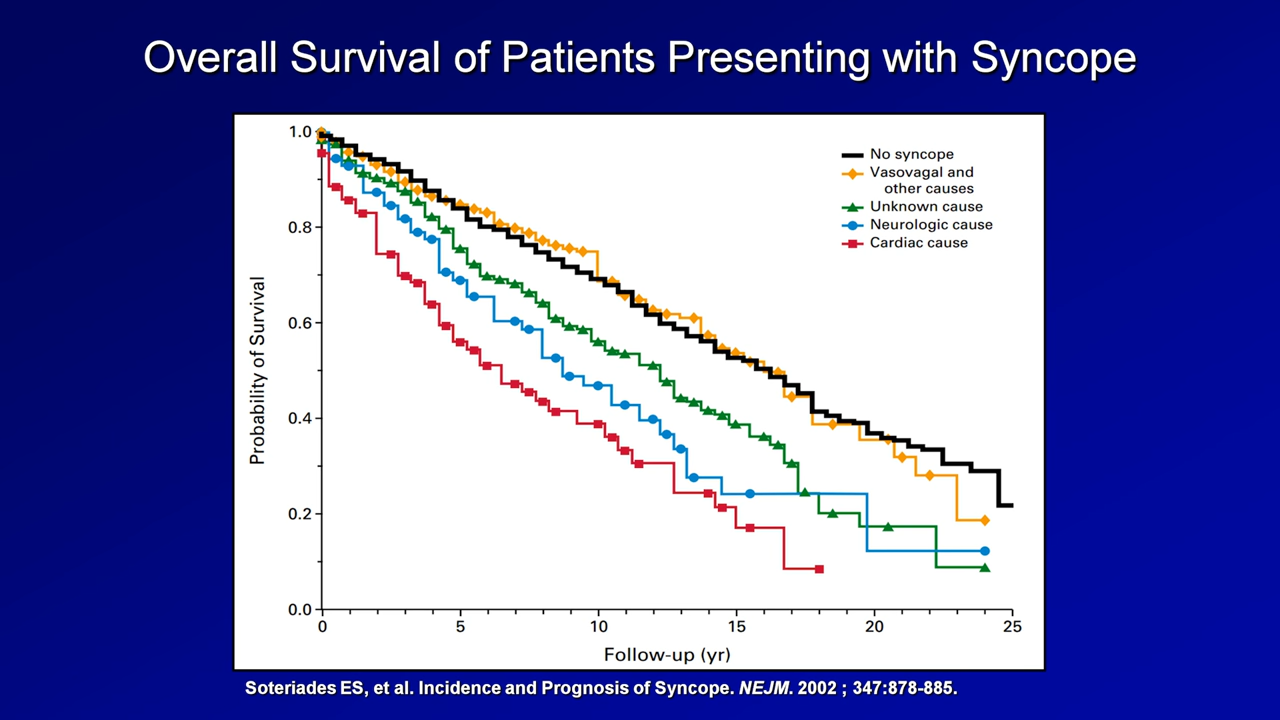 Overall Survival of Patients Presenting with Syncope
1.0
0.8
0.6
0.4
0.2
0.0
Probability of Survival
No syncope
Vasovagal and
other causes
Unknown cause
Neurologic cause
Cardiac cause
0 5 10 15 20 25
Follow-up (yr)
Soteriades ES, et al. Incidence and Prognosis of Syncope. NEJM. 2002 ; 347:878-885.